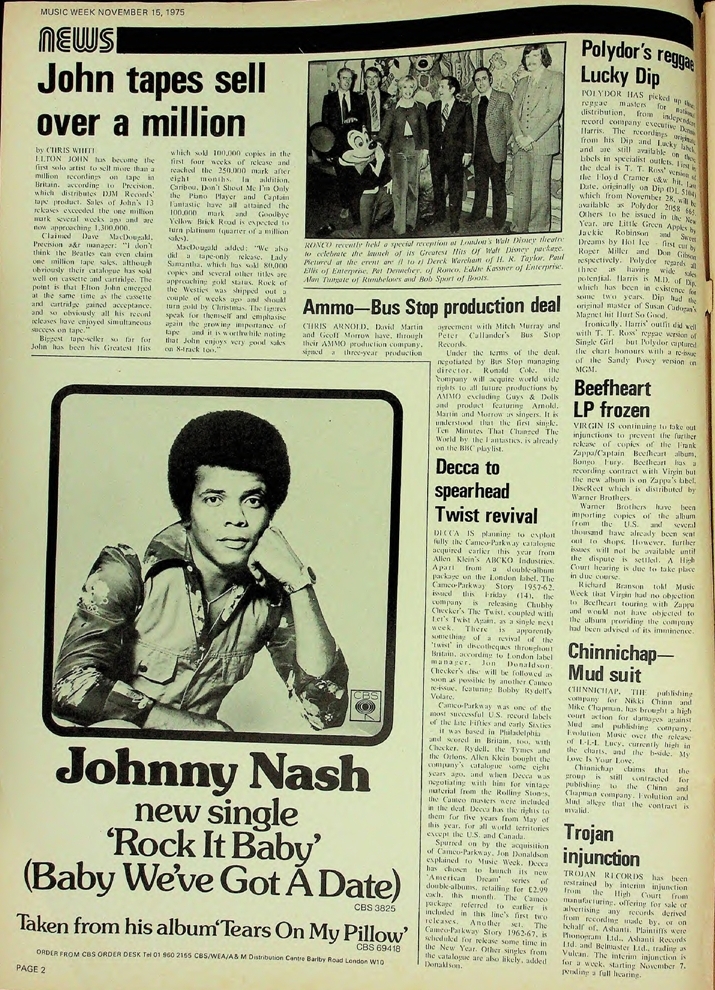 MUSIC WEEK NOVEMBER 15, 1975
NEWS
John tapes sell
over a million
by CHRIS WHITE
ELTON JOHN has become the
first solo artist to sell more than a
million recordings on tape in
Britain, according to Precision,
which distributes DJM Records'
tape product. Sales of John's 13
releases exceeded the one million
mark several weeks ago and are
now approaching 1,300,000.
Claimed Dave MacDougald,
Precision a&r manager: "I don't
think the Beatles can even claim
one million tape sales, although
obviously their catalogue has sold
well on cassette and cartridge. The
point is that Elton John emerged
at the same time as the cassette
and cartridge gained acceptance,
and so obviously all his record
releases have enjoyed simultaneous
success on tape."
Biggest tape-seller so far for
John has been his Greatest Hits
which sold 100,000 copies in the
first four weeks of release and
reached the 250,000 mark after
eight months. In addition,
Caribou, Don't Shoot Me I'm Only
the Piano Player and Captain
Fantastic have all attained the
100,000 mark and Goodbye
Yellow Brick Road is expected to
turn platinum (quarter of a million
sales).
MacDougald added: "We also
did a tape-only release, Lady
Samantha, which has sold 80,000
copies and several other titles are
approaching gold status. Rock of
the Westies was shipped out a
couple of weeks ago and should
turn gold by Christmas. The figures
speak for themselves and emphasise
again the growing importance of
tape and it is worthwhile noting
that John enjoys very good sales
on 8-track too."
RONCO recently held a special reception at London's Walt Disney theatre
to celebrate the launch of its Greatest Hits Of Walt Disney package.
Pictured at the event are (l to r) Derek Wareham of H. R. Taylor, Paul
Ellis of Enterprise, Pat Dennehey, of Ronco, Eddie Kassner of Enterprise,
Alan Tungate of Rumbelows and Bob Sport of Boots.
Ammo—Bus Stop production deal
CHRIS ARNOLD, David Martin
and Geoff Morrow have, through
their AMMO production company,
signed a three-year production
agreement with Mitch Murray and
Peter Callander's Bus Stop
Records.
Under the terms of the deal,
negotiated by Bus Stop managing
director, Ronald Cole, the
company will acquire world wide
rights to all future productions by
AMMO excluding Guys & Dolls
and product featuring Arnold,
Martin and Morrow as singers. It is
understood that the first single,
Ten Minutes That Changed The
World by the Fantastics, is already
on the BBC playlist.
Decca to
spearhead
Twist revival
DECCA IS planning to exploit
fully the Cameo-Parkway catalogue
acquired earlier this year from
Allen Klein's ABCKO Industries.
Apart from a double-album
package on the London label, The
Cameo-Parkway Story 1957-62,
issued this Friday (14), the
company is releasing Chubby
Checker's The Twist, coupled with
Let's Twist Again, as a single next
week. There is apparently
something of a revival of the
'twist' in discotheques throughout
Britain, according to London label
manager, Jon Donaldson.
Checker's disc will be followed as
soon as possible by another Cameo
re-issue, featuring Bobby Rydell's
Volare.
Cameo-Parkway was one of the
most successful U.S. record labels
of the late Fifties and early Sixties
it was based in Philadelphia
and scored in Britain, too, with
Checker, Rydell, the Tymes and
the Orlons. Allen Klein bought the
company's catalogue some eight
years ago, and when Decca was
negotiating with him for vintage
material from the Rolling Stones,
the Cameo masters were included
in the deal. Decca has the rights to
them for five years from May of
this year, for all world territories
except the U.S. and Canada.
Spurred on by the acquisition
of Cameo-Parkway, Jon Donaldson
explained to Music Week, Decca
has chosen to launch its new
'American Dream' series of
double-albums, retailing for £2.99
each, this month. The Cameo
package referred to earlier is
included in this line's first two
releases. Another set, The
Cameo-Parkway Story 1962-67, is
scheduled for release some time in
the New Year. Other singles from
the catalogue are also likely, added
Donaldson.
Polydor's reggae
Lucky Dip
POLYDOR HAS picked up three
reggae masters for national
distribution, from independent
record company executive Dennis
Harris. The recordings originate
from his Dip and Lucky labels
and are still available on those
labels in specialist outlets. First in
the deal is T. T. Ross' version of
the Floyd Cramer c&w hit, Last
Date, originally on Dip (DL
which from November 28, will be
available as Polydor 2058
Others to be issued in the New
Year, are Little Green Apples by
Jackie Robinson and Sweet
Dreams by Hot Ice – first cut by
Roger Miller and Don Gibson
respectively. Polydor regards all
three as having wide pop
potential. Harris is M.D. of Dip,
which has been in existence for
some two years. Dip had the
original master of Susan Cadogan's
Magnet hit Hurt So Good.
Ironically, Harris' outfit did well
with T. T. Ross' reggae version of
Single Girl but Polydor captured
the chart honours with a re-issue
of the Sandy Posey version on
MGM.
Beefheart
LP frozen
VIRGIN IS continuing to take out
injunctions to prevent the further
release of copies of the Frank
Zappa/Captain Beefheart album,
Bongo Fury. Beefheart has a
recording contract with Virgin but
the new album is on Zappa's label,
DiscReet which is distributed by
Warner Brothers.
Warner Brothers have been
importing copies of the album
from the U.S. and several
thousand have already been sent
out to shops. However, further
issues will not be available until
the dispute is settled. A High
Court hearing is due to take place
in due course.
Richard Branson told Music
Week that Virgin had no objection
to Beefheart touring with Zappa
and would not have objected to
the album providing the company
had been advised of its imminence.
Chinnichap—
Mud suit
CHINNICHAP, THE publishing
company for Nikki Chinn and
Mike Chapman, has brought a high
court action for damages against
Mud and publishing company,
Evolution Music over the release
of L-L-L Lucy, currently high in
the charts, and the b-side, My
Love Is Your Love.
Chinnichap claims that the
group is still contracted for
publishing to the Chinn and
Chapman company. Evolution and
Mud allege that the contract is
invalid.
Trojan
injunction
TROJAN RECORDS has been
restrained by interim injunction
from the High Court from
manufacturing, offering for sale or
advertising any records derived
from recording made by, or on
behalf of, Ashanti. Plaintiffs were
Phonogram Ltd., Ashanti Records
Ltd. and Belmaster Ltd., trading as
Vulcan. The interim injunction is
for a week, starting November 7,
pending a full hearing.
CBS
Johnny Nash
new single
'Rock It Baby'
(Baby We've Got A Date)
CBS 3825
Taken from his album 'Tears On My Pillow'
CBS 69418
ORDER FROM CBS ORDER DESK Tel 01 960 2155 CBS/WEA/A&M Distribution Centre Barlby Road London W10
PAGE 2